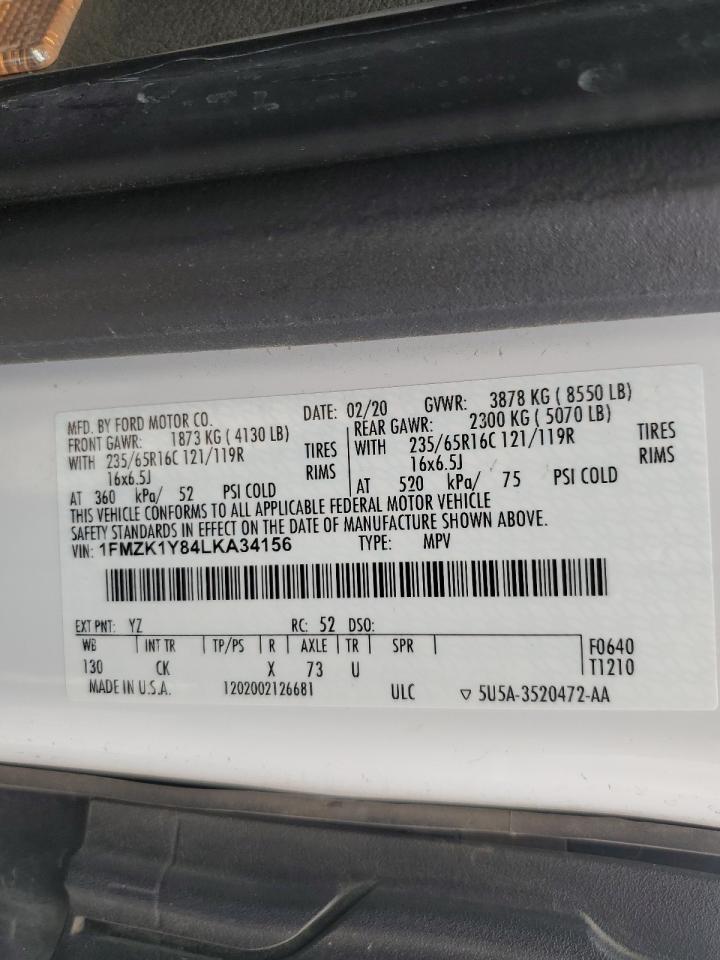 MFD. BY FORD MOTOR CO. DATE: 02/20 GVWR: 3878 KG ( 8550 LB)
FRONT GAWR: 1873 KG ( 4130 LB) REAR GAWR: 2300 KG ( 5070 LB)
WITH 235/65R16C 121/119R TIRES WITH 235/65R16C 121/119R TIRES
16x6.5J RIMS 16x6.5J RIMS
AT 360 kPa/ 52 PSI COLD AT 520 kPa/ 75 PSI COLD
THIS VEHICLE CONFORMS TO ALL APPLICABLE FEDERAL MOTOR VEHICLE
SAFETY STANDARDS IN EFFECT ON THE DATE OF MANUFACTURE SHOWN ABOVE.
VIN: 1FMZK1Y84LKA34156 TYPE: MPV
EXT PNT: YZ RC: 52 DSO:
WB INT TR TP/PS R AXLE TR SPR F0640
130 CK X 73 U T1210
MADE IN U.S.A. 1202002126681 ULC ▽ 5U5A-3520472-AA